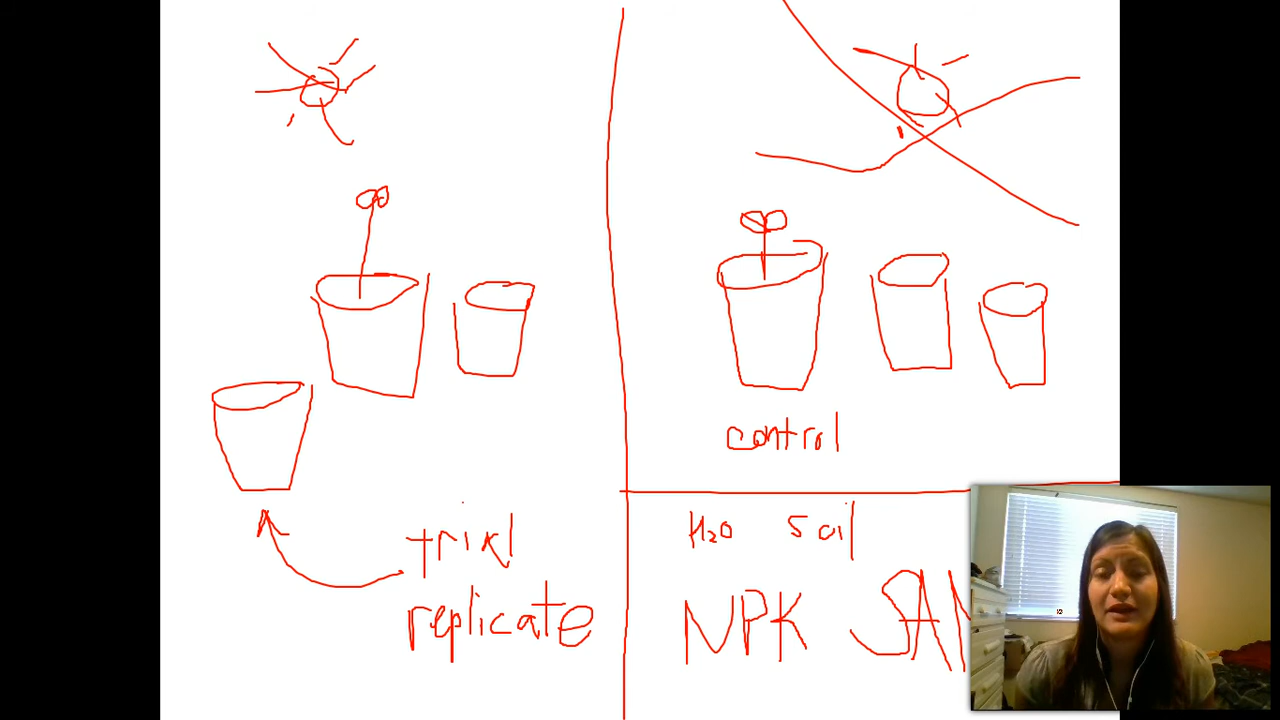 control
trial
replicate
H₂O Soil
NPK